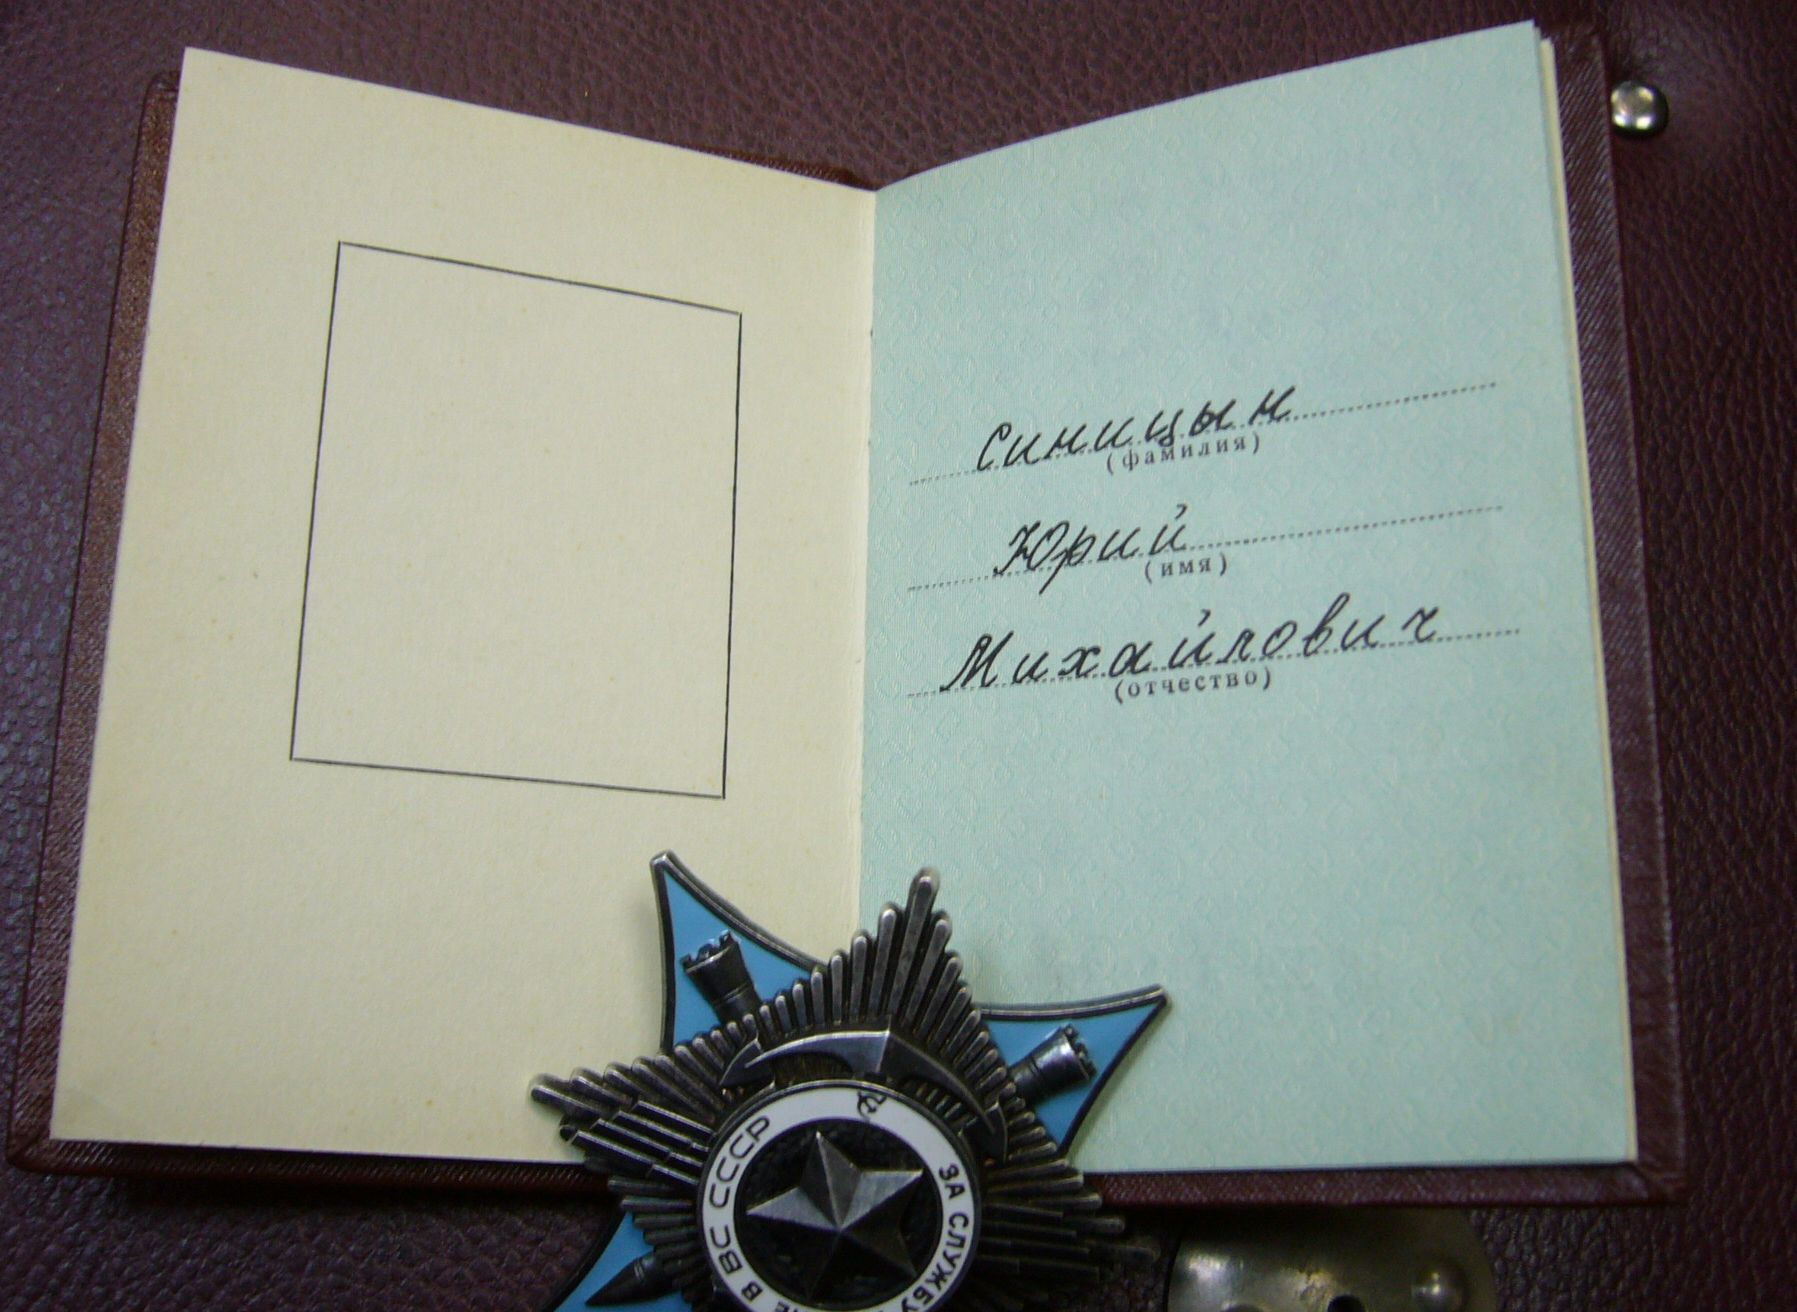 Синицын
(фамилия)
Юрий
(имя)
Михайлович
(отчество)
ЗА СЛУЖБУ
В ВС СССР